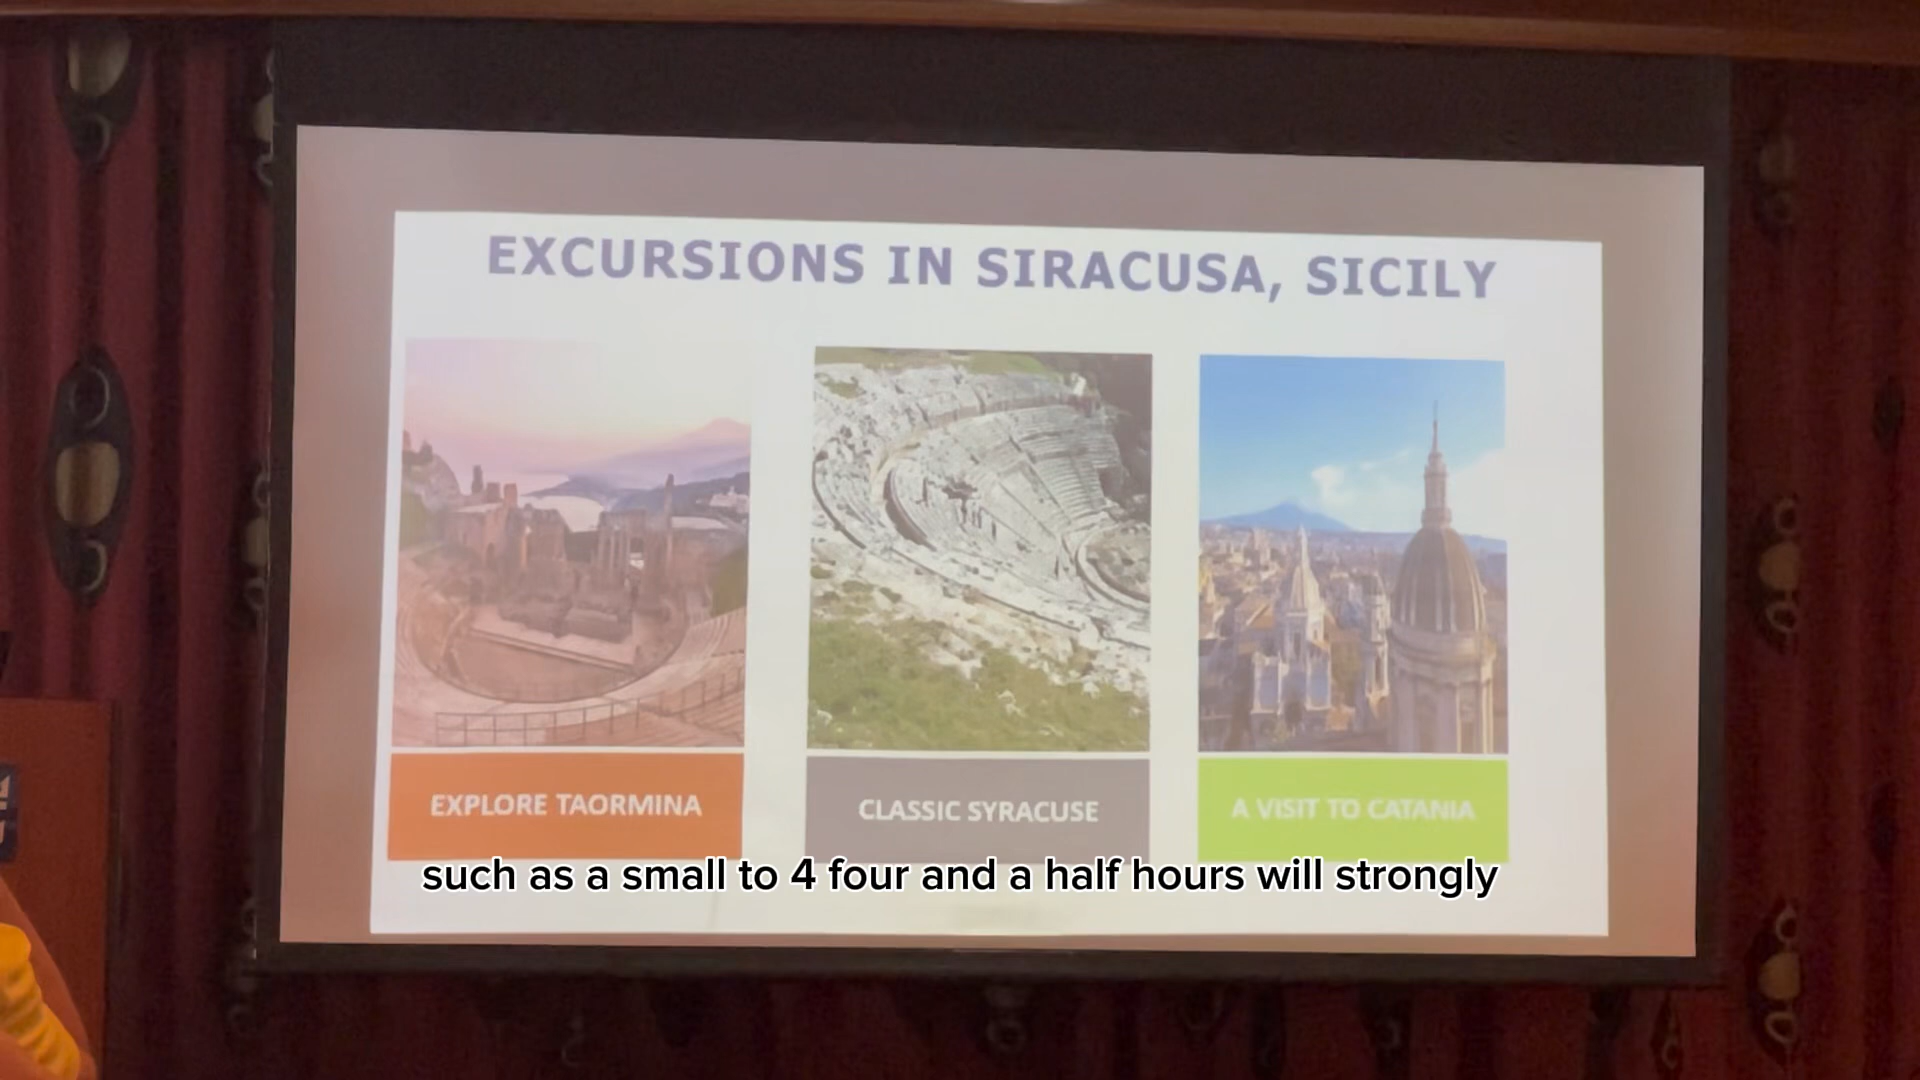 EXCURSIONS IN SIRACUSA, SICILY
EXPLORE TAORMINA
CLASSIC SYRACUSE
A VISIT TO CATANIA
such as a small to 4 four and a half hours will strongly